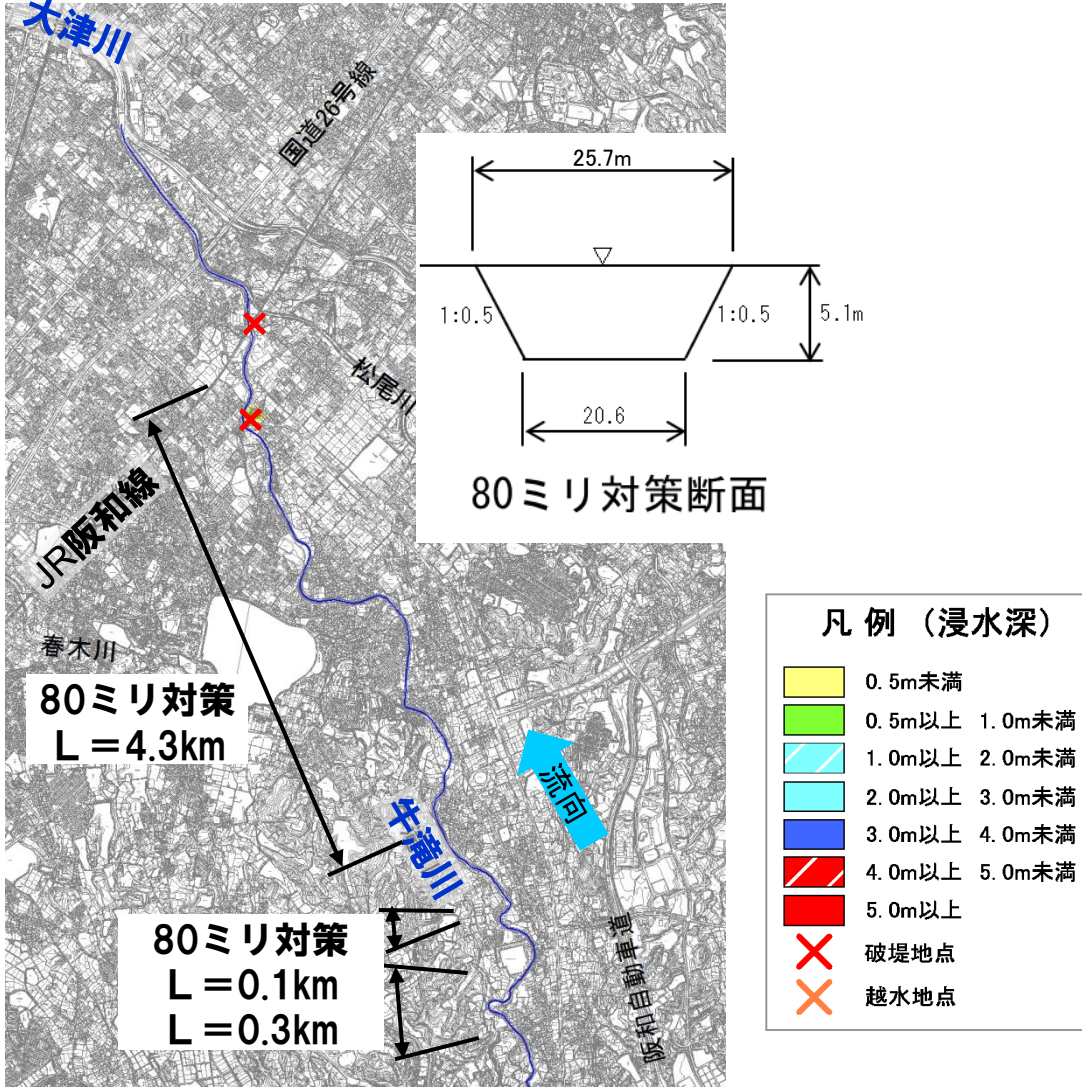 大津川
国道26号線
25.7m
▽
1:0.5
1:0.5
5.1m
20.6
80ミリ対策断面
松尾川
JR阪和線
春木川
80ミリ対策
L=4.3km
流向
牛滝川
80ミリ対策
L=0.1km
L=0.3km
阪和自動車道
凡例 (浸水深)
0.5m未満
0.5m以上 1.0m未満
1.0m以上 2.0m未満
2.0m以上 3.0m未満
3.0m以上 4.0m未満
4.0m以上 5.0m未満
5.0m以上
破堤地点
越水地点